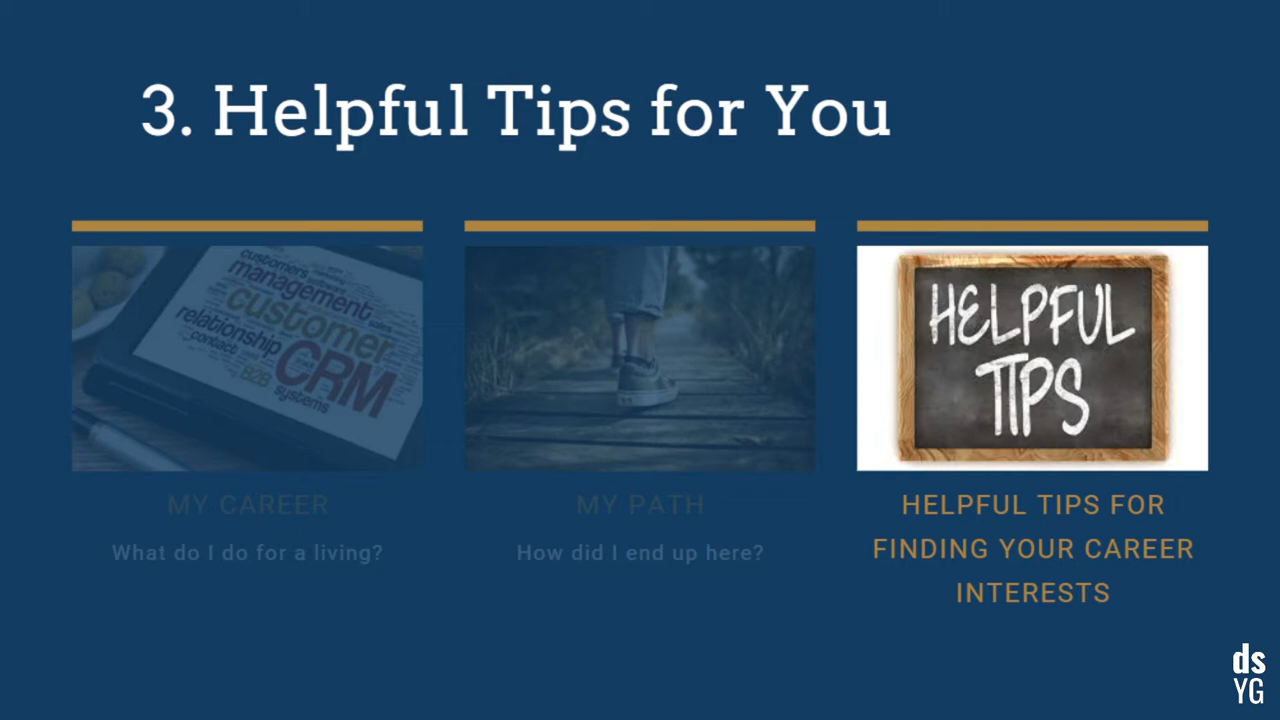 3. Helpful Tips for You
customers
management
customer
sales
relationship
contacts
B2B
CRM
systems
HELPFUL
TIPS
MY CAREER
What do I do for a living?
MY PATH
How did I end up here?
HELPFUL TIPS FOR
FINDING YOUR CAREER
INTERESTS
ds
YG